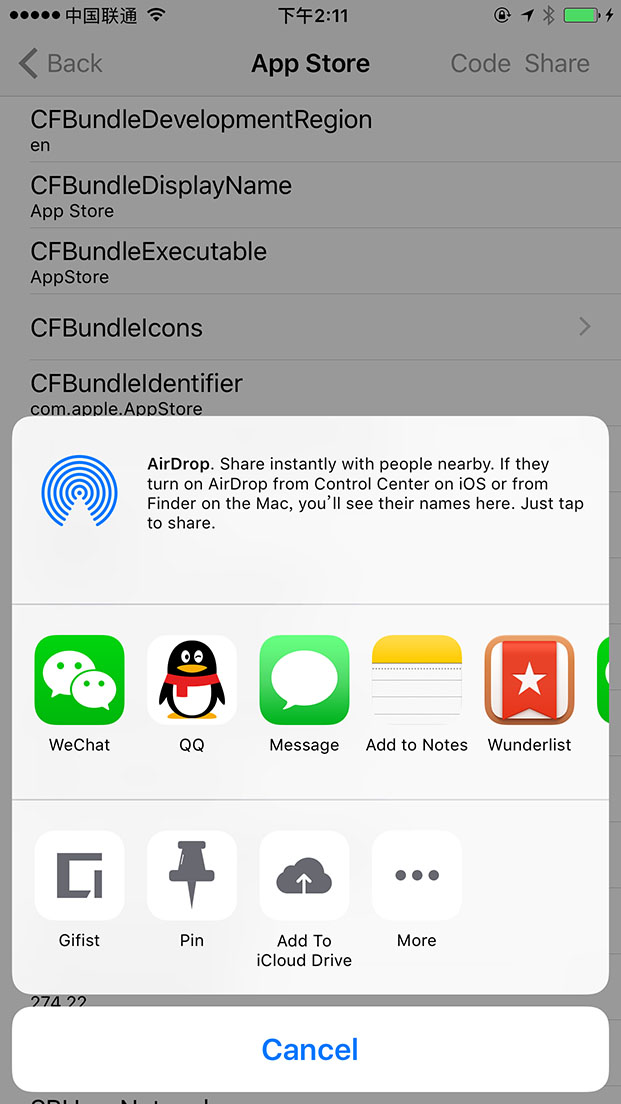 中国联通
下午2:11
Back
App Store
Code Share
CFBundleDevelopmentRegion
en
CFBundleDisplayName
App Store
CFBundleExecutable
AppStore
CFBundleIcons
CFBundleIdentifier
com.apple.AppStore
AirDrop. Share instantly with people nearby. If they
turn on AirDrop from Control Center on iOS or from
Finder on the Mac, you’ll see their names here. Just tap
to share.
WeChat
QQ
Message
Add to Notes
Wunderlist
Gifist
Pin
Add To
iCloud Drive
More
274.22
Cancel